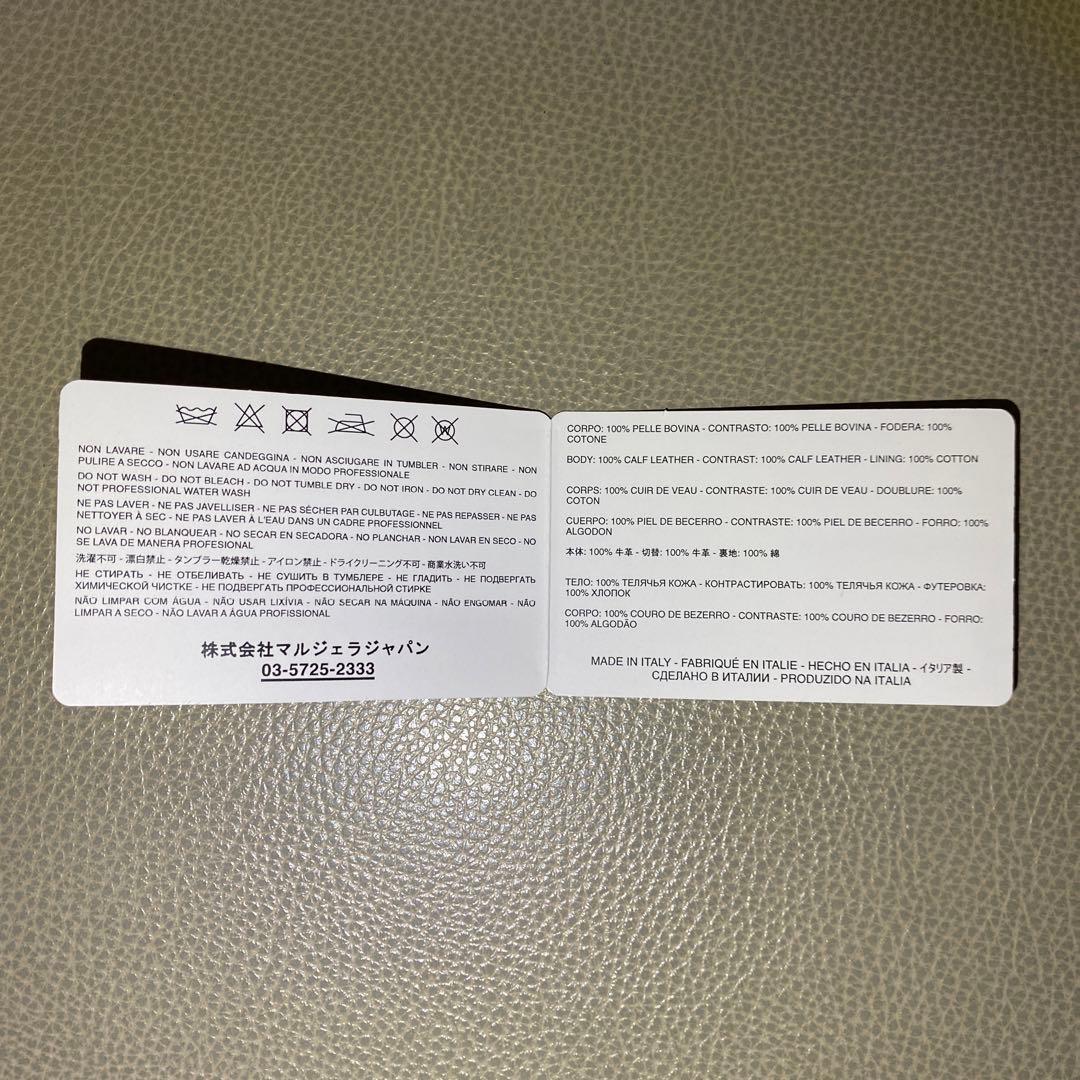 NON LAVARE - NON USARE CANDEGGINA - NON ASCIUGARE IN TUMBLER - NON STIRARE - NON
PULIRE A SECCO - NON LAVARE AD ACQUA IN MODO PROFESSIONALE
DO NOT WASH - DO NOT BLEACH - DO NOT TUMBLE DRY - DO NOT IRON - DO NOT DRY CLEAN - DO
NOT PROFESSIONAL WATER WASH
NE PAS LAVER - NE PAS JAVELLISER - NE PAS SÉCHER PAR CULBUTAGE - NE PAS REPASSER - NE PAS
NETTOYER À SEC - NE PAS LAVER À L'EAU DANS UN CADRE PROFESSIONNEL
NO LAVAR - NO BLANQUEAR - NO SECAR EN SECADORA - NO PLANCHAR - NON LAVAR EN SECO - NO
SE LAVA DE MANERA PROFESIONAL
洗濯不可 - 漂白禁止 - タンブラー乾燥禁止 - アイロン禁止 - ドライクリーニング不可 - 商業水洗い不可
НЕ СТИРАТЬ - НЕ ОТБЕЛИВАТЬ - НЕ СУШИТЬ В ТУМБЛЕРЕ - НЕ ГЛАДИТЬ - НЕ ПОДВЕРГАТЬ
ХИМИЧЕСКОЙ ЧИСТКЕ - НЕ ПОДВЕРГАТЬ ПРОФЕССИОНАЛЬНОЙ СТИРКЕ
NÃO LIMPAR COM ÁGUA - NÃO USAR LIXÍVIA - NÃO SECAR NA MÁQUINA - NÃO ENGOMAR - NÃO
LIMPAR A SECO - NÃO LAVAR A ÁGUA PROFISSIONAL
株式会社マルジェラジャパン
03-5725-2333
CORPO: 100% PELLE BOVINA - CONTRASTO: 100% PELLE BOVINA - FODERA: 100%
COTONE
BODY: 100% CALF LEATHER - CONTRAST: 100% CALF LEATHER - LINING: 100% COTTON
CORPS: 100% CUIR DE VEAU - CONTRASTE: 100% CUIR DE VEAU - DOUBLURE: 100%
COTON
CUERPO: 100% PIEL DE BECERRO - CONTRASTE: 100% PIEL DE BECERRO - FORRO: 100%
ALGODON
本体: 100% 牛革 - 切替: 100% 牛革 - 裏地: 100% 綿
ТЕЛО: 100% ТЕЛЯЧЬЯ КОЖА - КОНТРАСТИРОВАТЬ: 100% ТЕЛЯЧЬЯ КОЖА - ФУТЕРОВКА:
100% ХЛОПОК
CORPO: 100% COURO DE BEZERRO - CONTRASTE: 100% COURO DE BEZERRO - FORRO:
100% ALGODÃO
MADE IN ITALY - FABRIQUÉ EN ITALIE - HECHO EN ITALIA - イタリア製 -
СДЕЛАНО В ИТАЛИИ - PRODUZIDO NA ITALIA